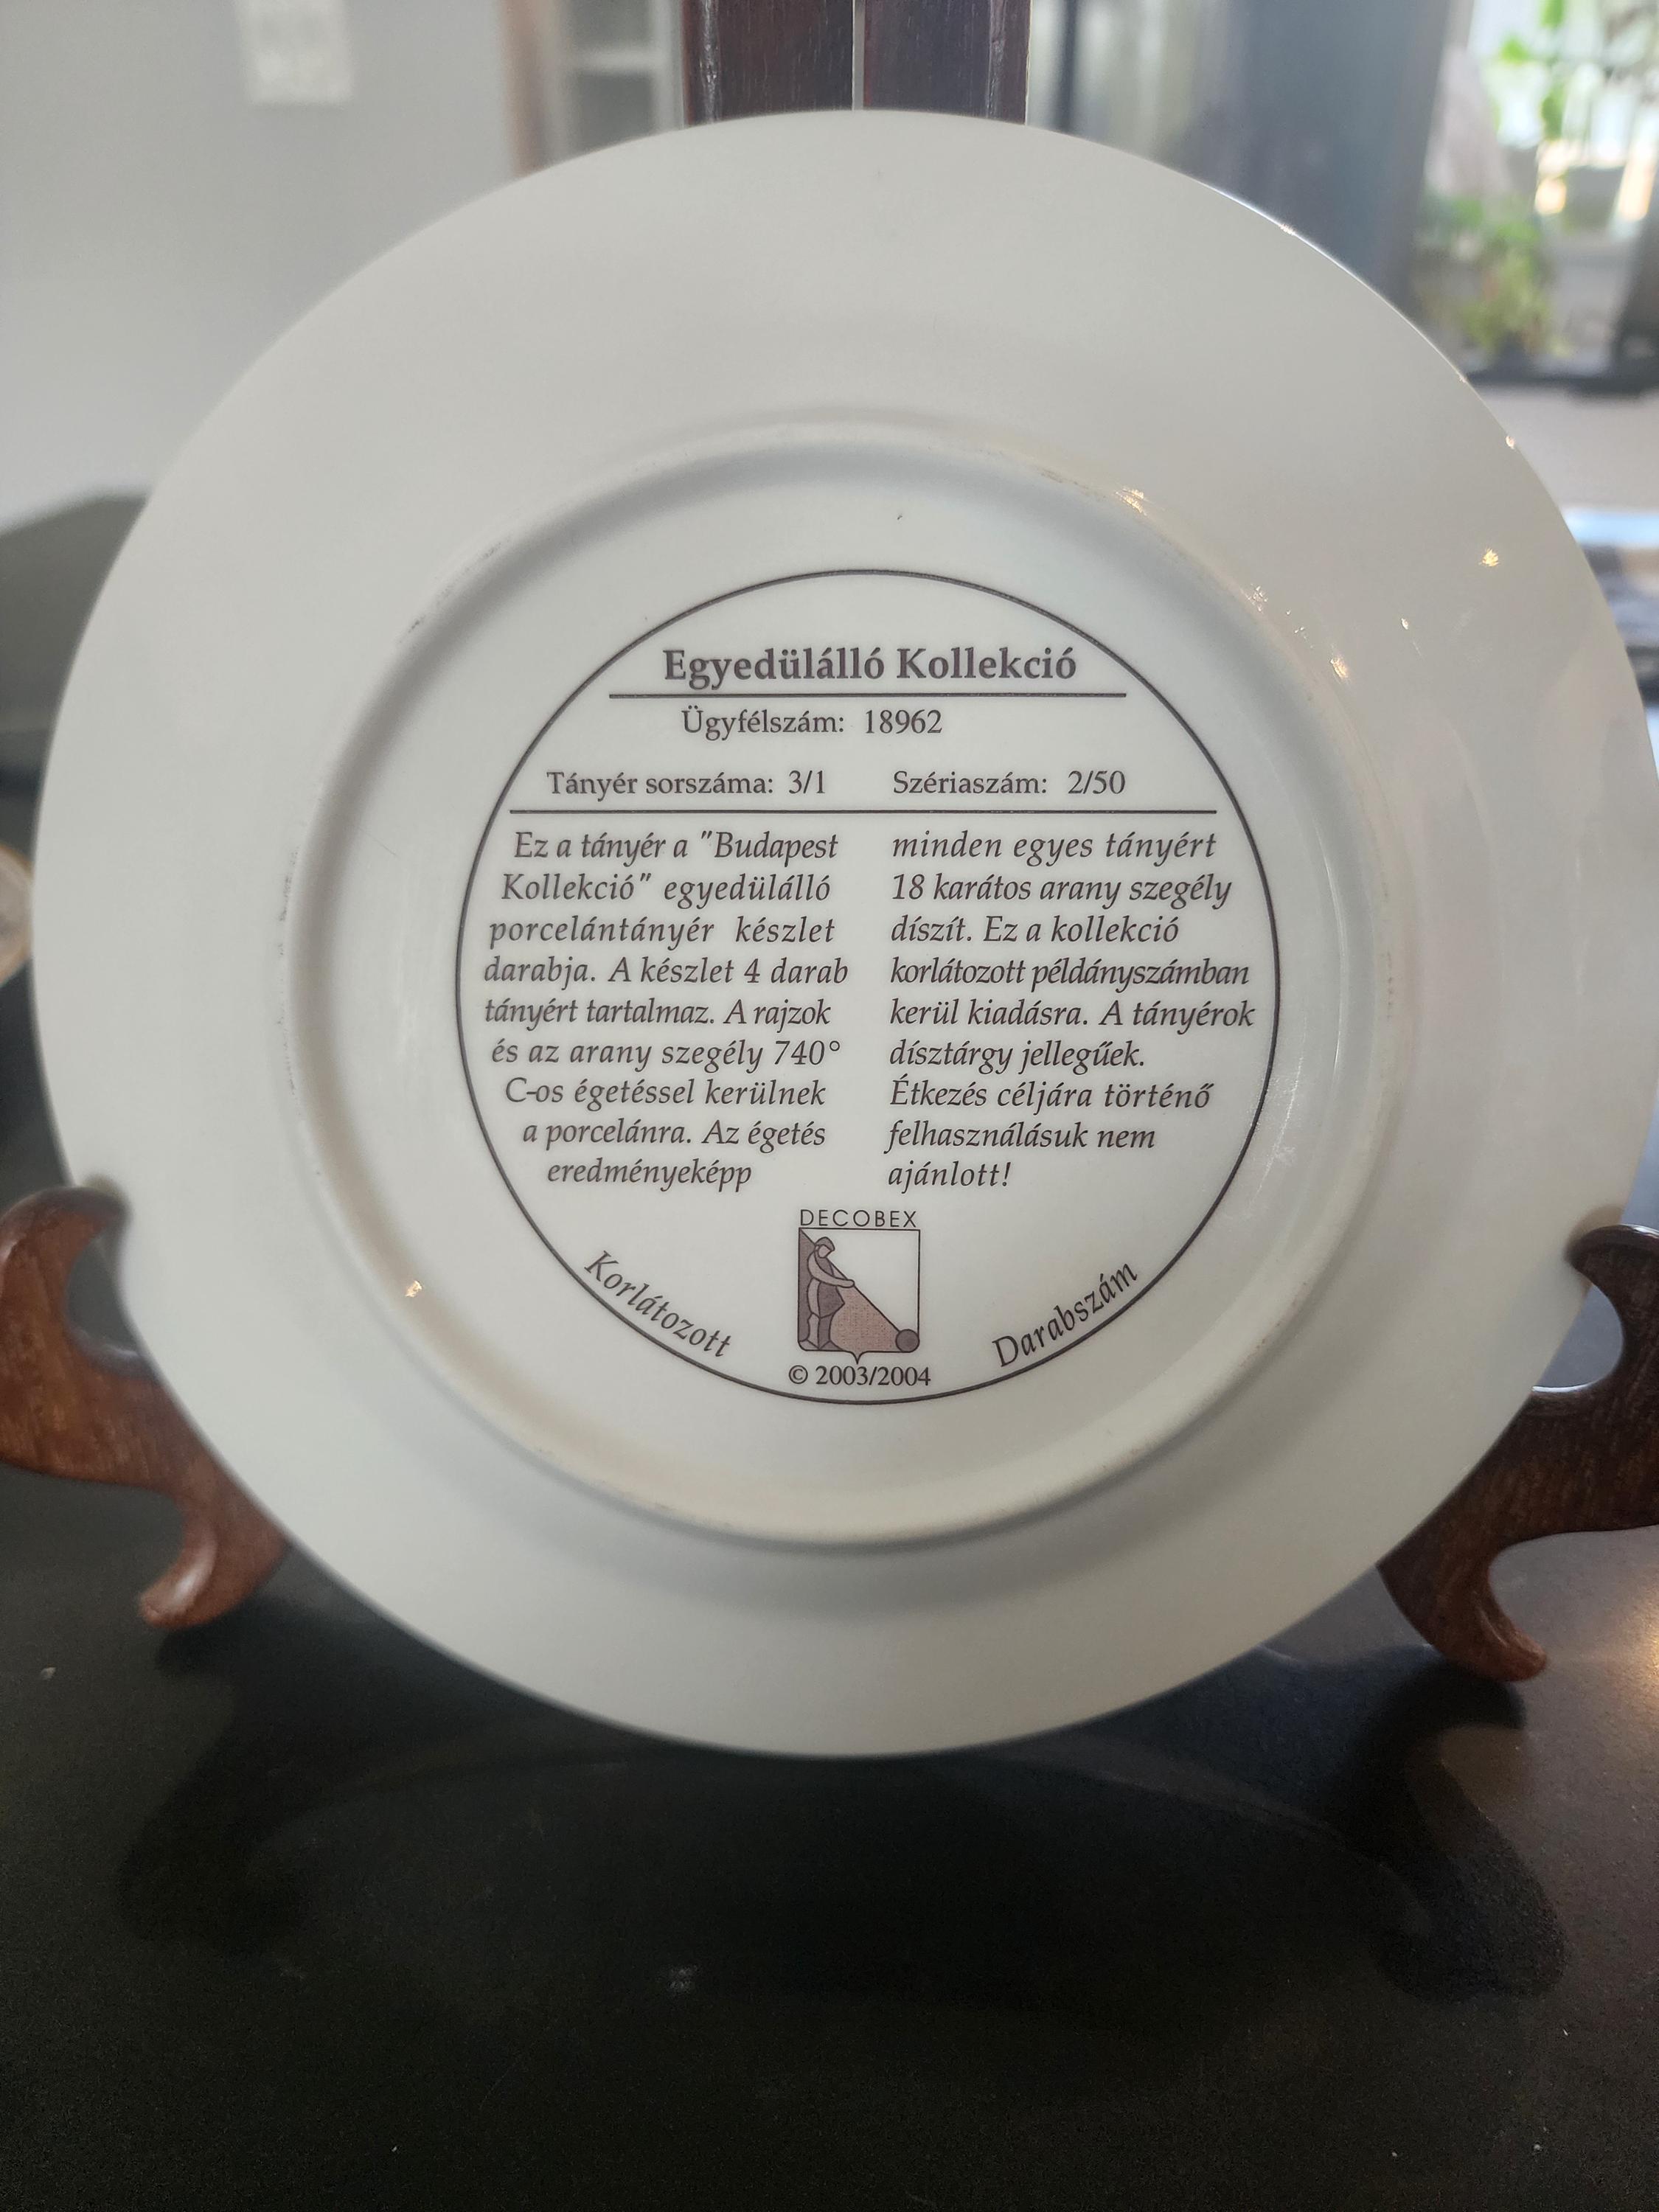 Egyedülálló Kollekció
Ügyfélszám: 18962
Tányér sorszáma: 3/1 Szériaszám: 2/50
Ez a tányér a "Budapest
Kollekció" egyedülálló
porcelántányér készlet
darabja. A készlet 4 darab
tányért tartalmaz. A rajzok
és az arany szegély 740°
C-os égetéssel kerülnek
a porcelánra. Az égetés
eredményeképp
minden egyes tányért
18 karátos arany szegély
díszít. Ez a kollekció
korlátozott példányszámban
kerül kiadásra. A tányérok
dísztárgy jellegűek.
Étkezés céljára történő
felhasználásuk nem
ajánlott!
DECOBEX
Korlátozott Darabszám
© 2003/2004